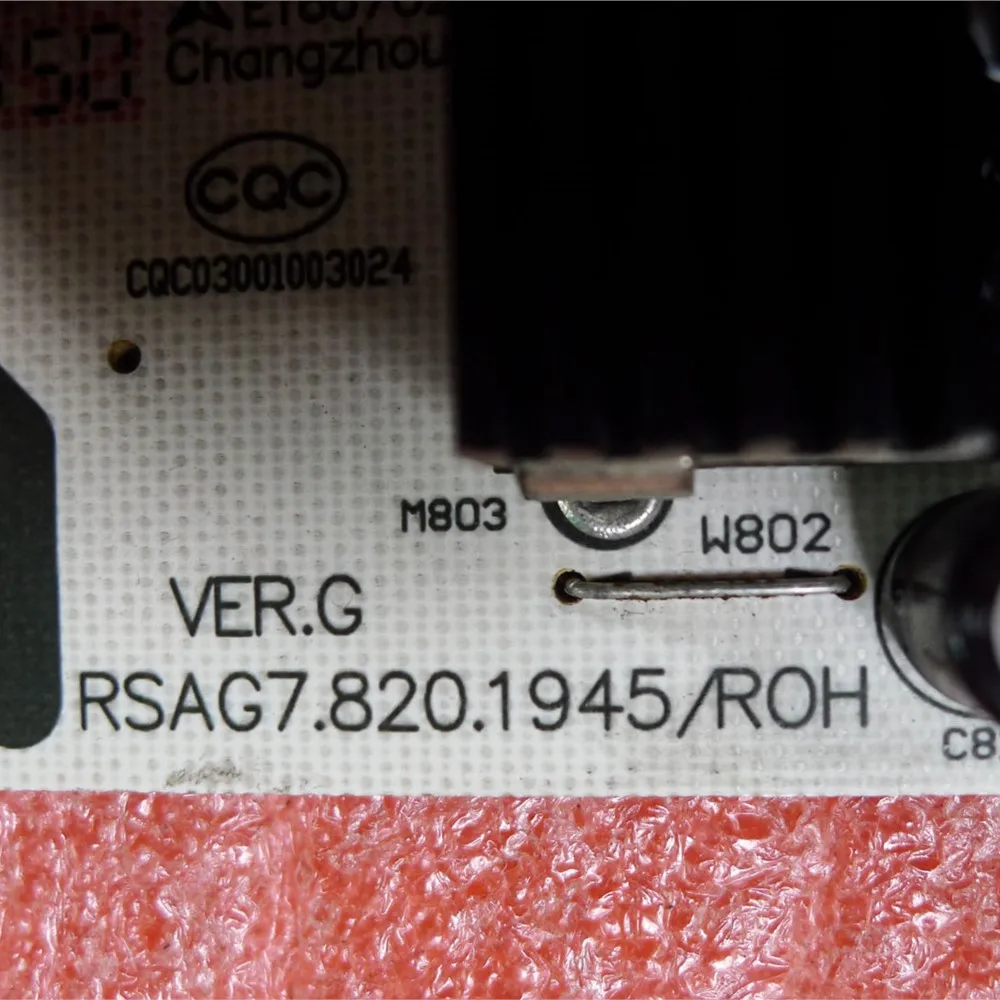 Changzhou
CQC
CQC03001003024
M803
W802
VER.G
RSAG7.820.1945/ROH